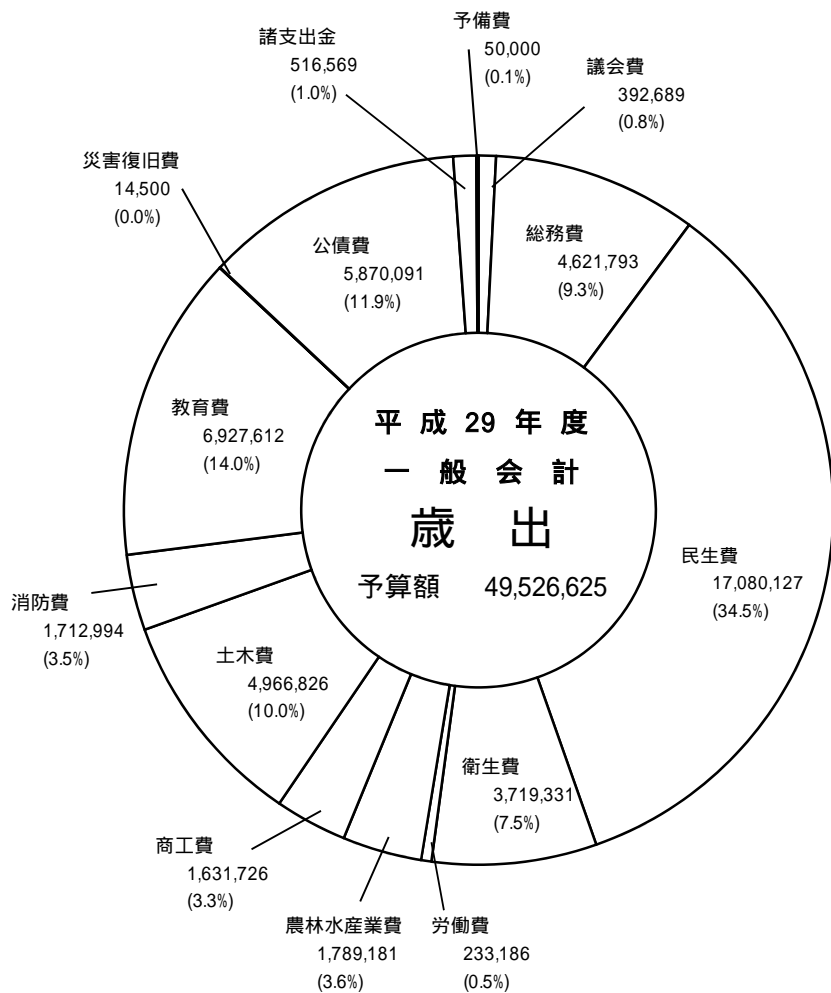 諸支出金
516,569
(1.0%)
予備費
50,000
(0.1%)
議会費
392,689
(0.8%)
災害復旧費
14,500
(0.0%)
公債費
5,870,091
(11.9%)
総務費
4,621,793
(9.3%)
教育費
6,927,612
(14.0%)
平成29年度
一般会計
歳出
予算額 49,526,625
民生費
17,080,127
(34.5%)
消防費
1,712,994
(3.5%)
土木費
4,966,826
(10.0%)
衛生費
3,719,331
(7.5%)
商工費
1,631,726
(3.3%)
農林水産業費
1,789,181
(3.6%)
労働費
233,186
(0.5%)